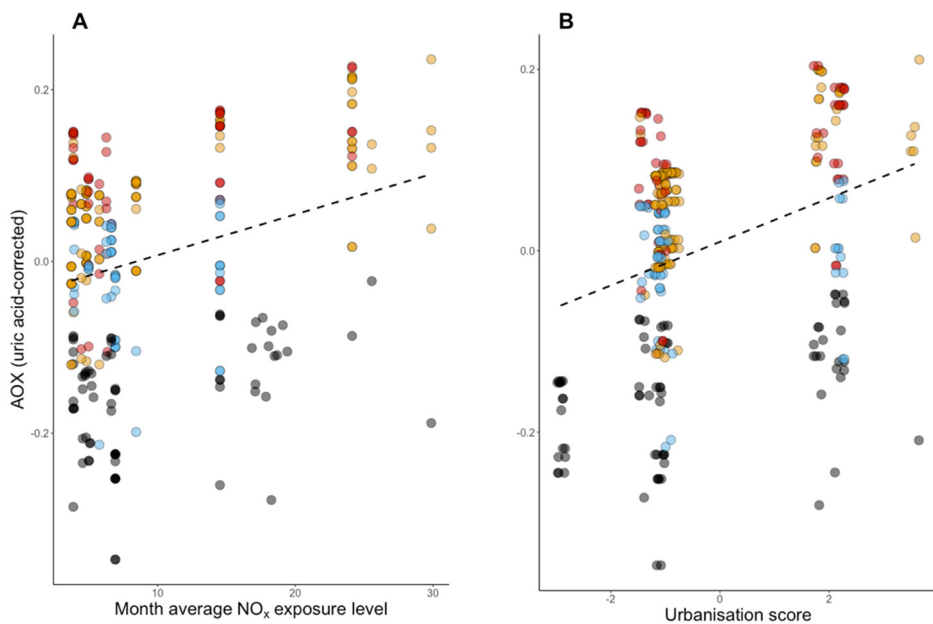 A
B
0.2
0.0
-0.2
AOX (uric acid-corrected)
10
20
30
Month average NOₓ exposure level
0.2
0.0
-0.2
-2
0
2
Urbanisation score